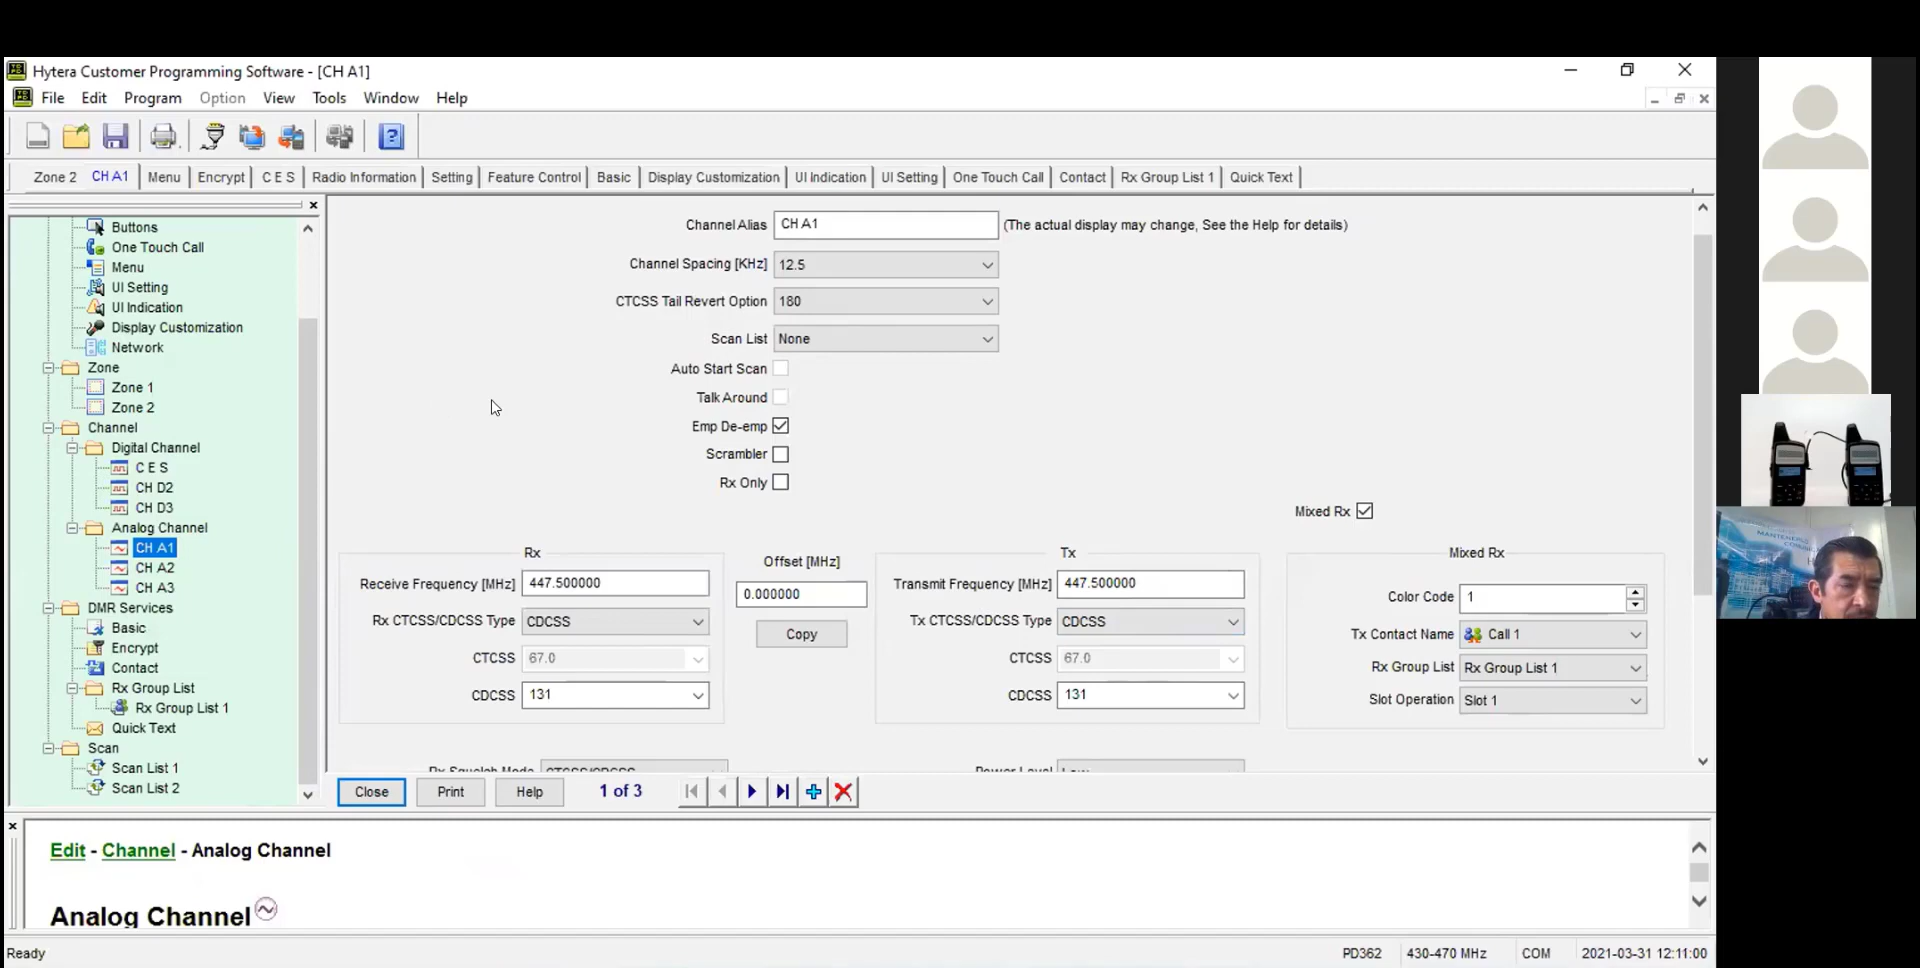 Hytera Customer Programming Software - [CH A1]
File Edit Program Option View Tools Window Help
Zone 2 CH A1 Menu Encrypt C E S Radio Information Setting Feature Control Basic Display Customization UI Indication UI Setting One Touch Call Contact Rx Group List 1 Quick Text
Buttons
One Touch Call
Menu
UI Setting
UI Indication
Display Customization
Network
Zone
Zone 1
Zone 2
Channel
Digital Channel
C E S
CH D2
CH D3
Analog Channel
CH A1
CH A2
CH A3
DMR Services
Basic
Encrypt
Contact
Rx Group List
Rx Group List 1
Quick Text
Scan
Scan List 1
Scan List 2
Channel Alias CH A1 (The actual display may change, See the Help for details)
Channel Spacing [KHz] 12.5
CTCSS Tail Revert Option 180
Scan List None
Auto Start Scan
Talk Around
Emp De-emp
Scrambler
Rx Only
Mixed Rx
Rx
Receive Frequency [MHz] 447.500000
Rx CTCSS/CDCSS Type CDCSS
CTCSS 67.0
CDCSS 131
Offset [MHz]
0.000000
Copy
Tx
Transmit Frequency [MHz] 447.500000
Tx CTCSS/CDCSS Type CDCSS
CTCSS 67.0
CDCSS 131
Mixed Rx
Color Code 1
Tx Contact Name Call 1
Rx Group List Rx Group List 1
Slot Operation Slot 1
Rx Squelch Mode CTCSS/CDCSS
Power Level Low
Close Print Help 1 of 3
Edit - Channel - Analog Channel
Analog Channel
Ready
PD362 430-470 MHz COM 2021-03-31 12:11:00